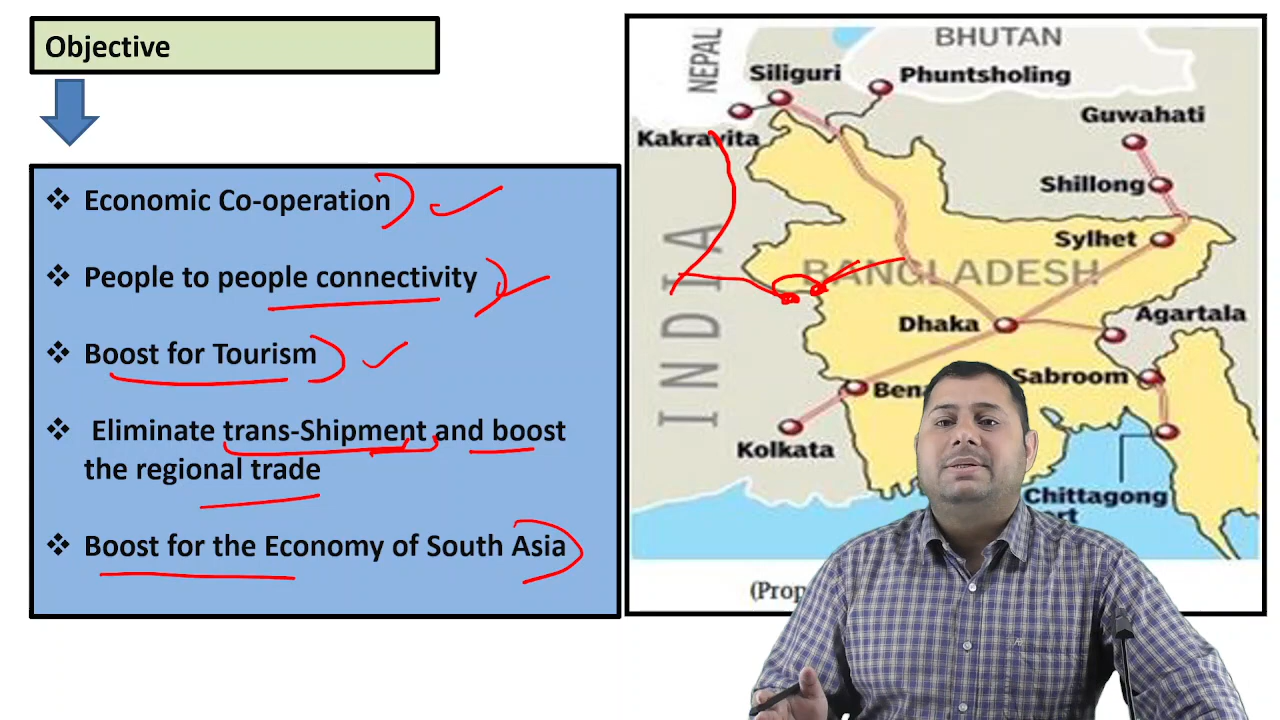 Objective
❖ Economic Co-operation
❖ People to people connectivity
❖ Boost for Tourism
❖ Eliminate trans-Shipment and boost
the regional trade
❖ Boost for the Economy of South Asia
BHUTAN
NEPAL
Siliguri
Phuntsholing
Kakravita
Guwahati
Shillong
Sylhet
INDIA
BANGLADESH
Dhaka
Agartala
Sabroom
Kolkata
Chittagong